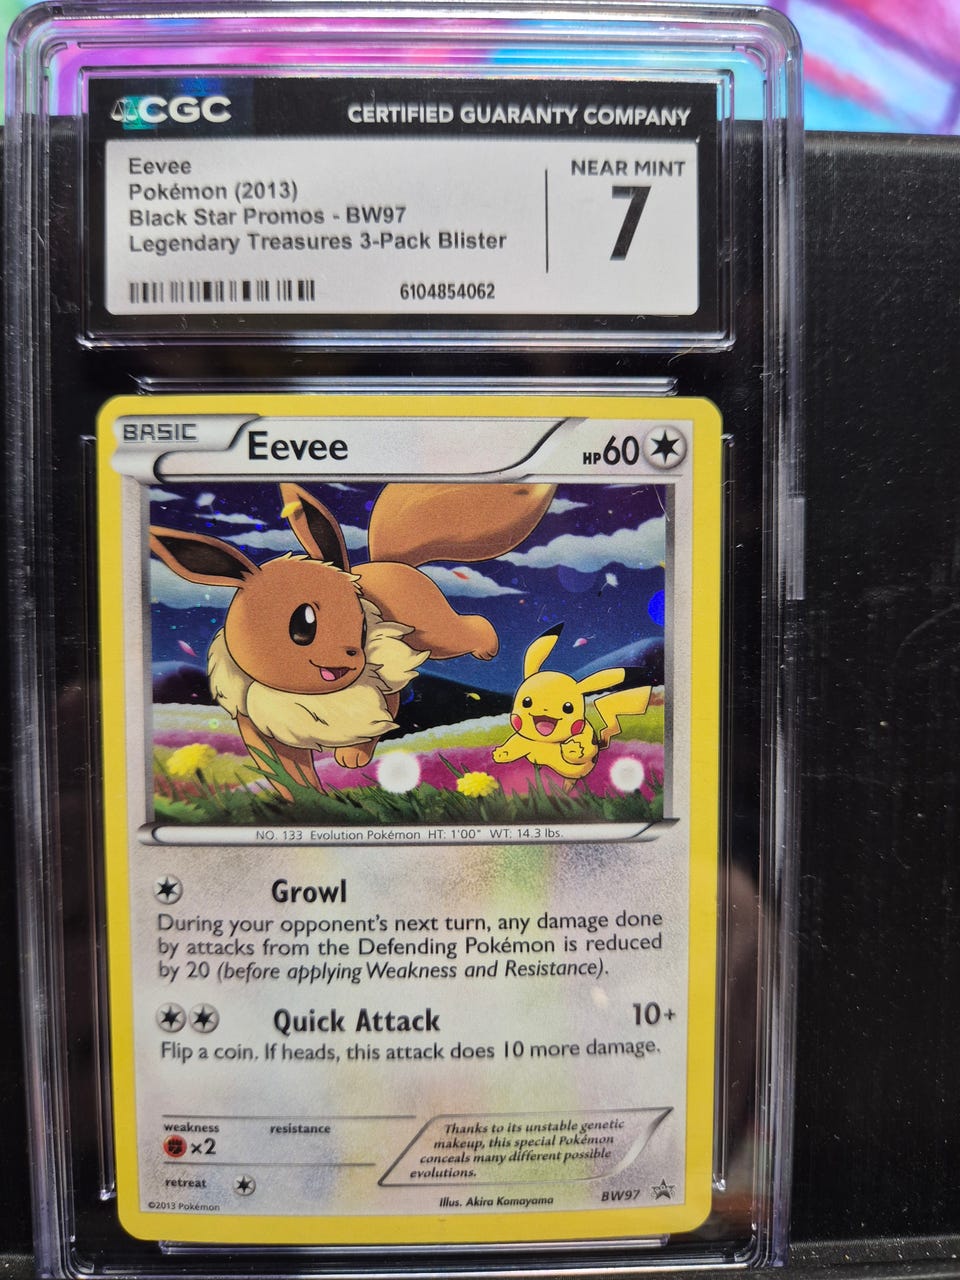 CGC
CERTIFIED GUARANTY COMPANY
Eevee
Pokémon (2013)
Black Star Promos - BW97
Legendary Treasures 3-Pack Blister
6104854062
NEAR MINT
7
BASIC
Eevee
HP60
NO. 133 Evolution Pokémon HT: 1'00" WT: 14.3 lbs.
Growl
During your opponent's next turn, any damage done
by attacks from the Defending Pokémon is reduced
by 20 (before applying Weakness and Resistance).
Quick Attack 10+
Flip a coin. If heads, this attack does 10 more damage.
weakness resistance
×2
retreat
Thanks to its unstable genetic
makeup, this special Pokémon
conceals many different possible
evolutions.
©2013 Pokémon
Illus. Akira Komayama
BW97